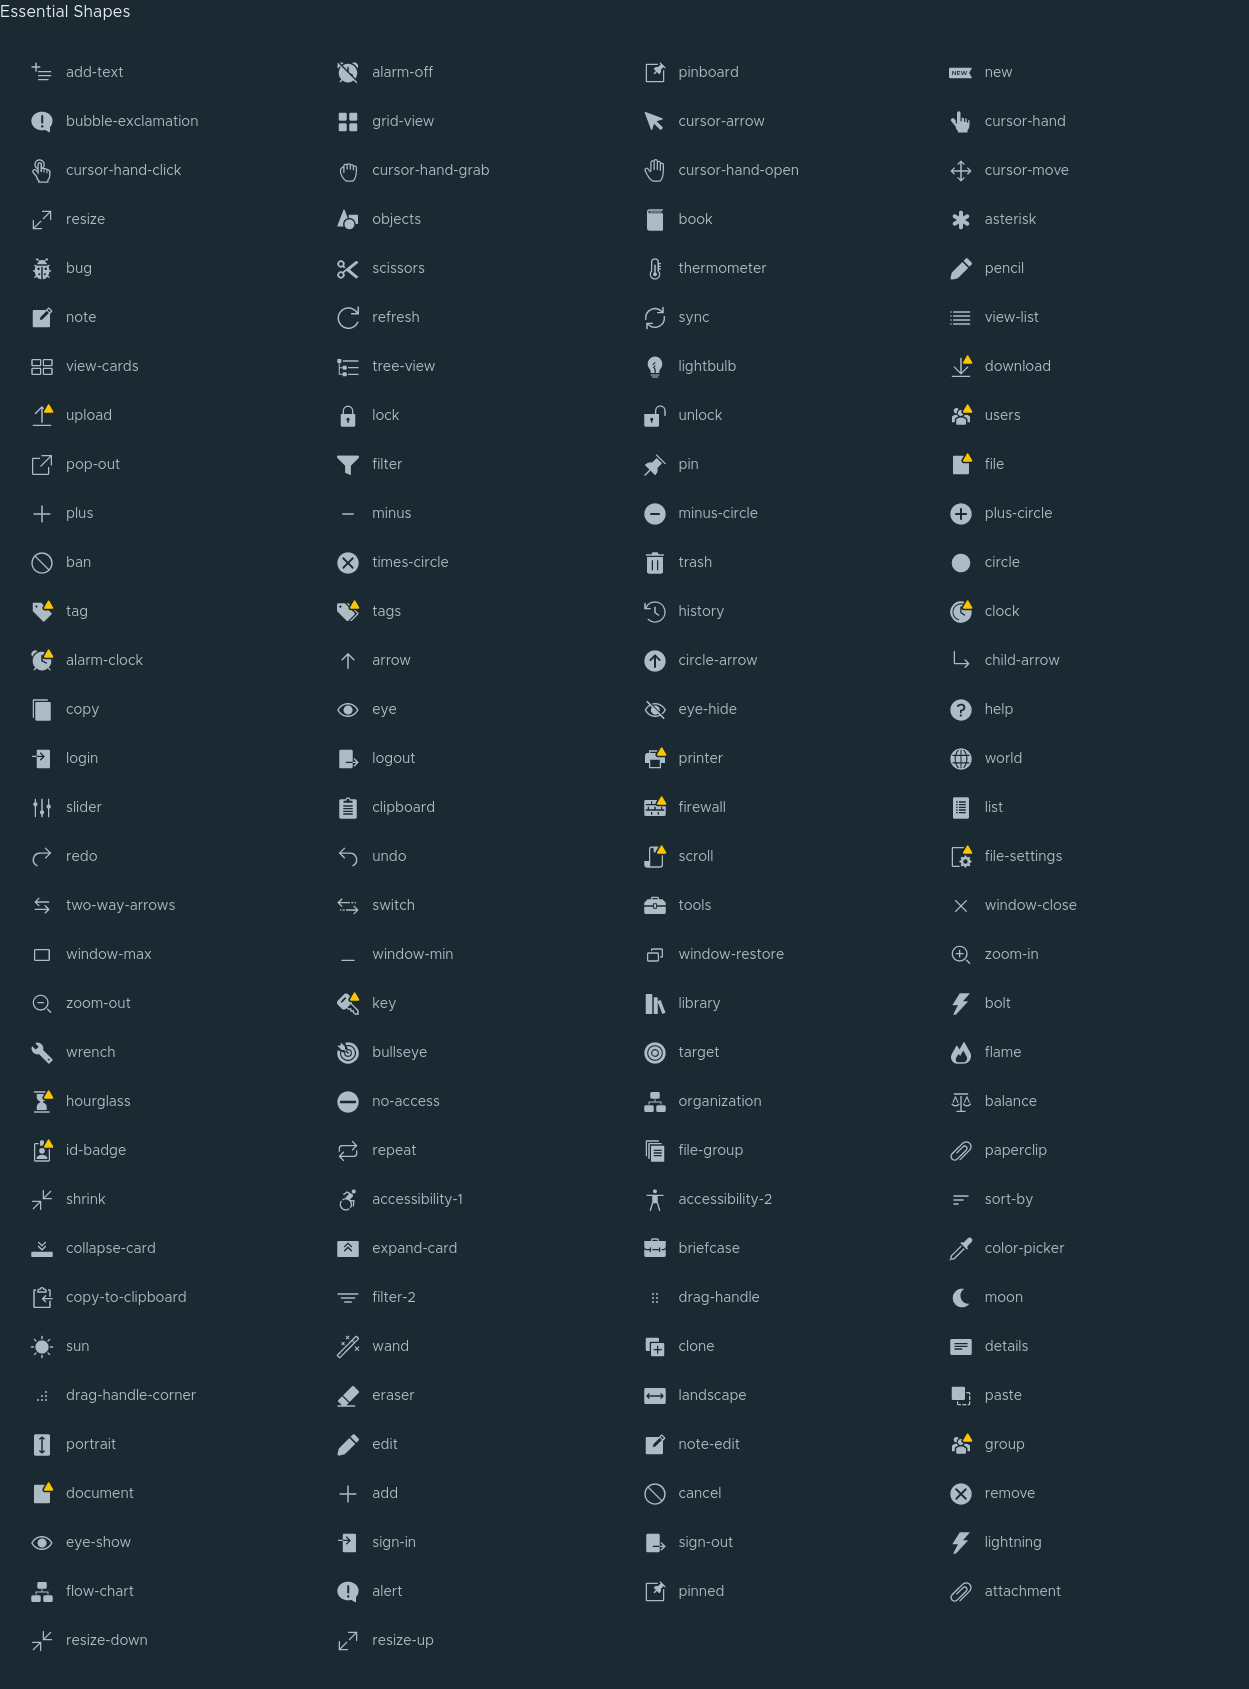 Essential Shapes
add-text alarm-off pinboard new
bubble-exclamation grid-view cursor-arrow cursor-hand
cursor-hand-click cursor-hand-grab cursor-hand-open cursor-move
resize objects book asterisk
bug scissors thermometer pencil
note refresh sync view-list
view-cards tree-view lightbulb download
upload lock unlock users
pop-out filter pin file
plus minus minus-circle plus-circle
ban times-circle trash circle
tag tags history clock
alarm-clock arrow circle-arrow child-arrow
copy eye eye-hide help
login logout printer world
slider clipboard firewall list
redo undo scroll file-settings
two-way-arrows switch tools window-close
window-max window-min window-restore zoom-in
zoom-out key library bolt
wrench bullseye target flame
hourglass no-access organization balance
id-badge repeat file-group paperclip
shrink accessibility-1 accessibility-2 sort-by
collapse-card expand-card briefcase color-picker
copy-to-clipboard filter-2 drag-handle moon
sun wand clone details
drag-handle-corner eraser landscape paste
portrait edit note-edit group
document add cancel remove
eye-show sign-in sign-out lightning
flow-chart alert pinned attachment
resize-down resize-up